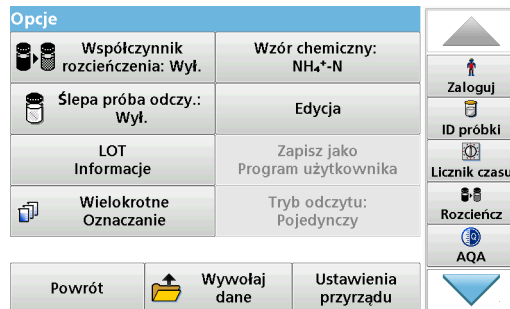 Opcje
Współczynnik
rozcieńczenia: Wył.
Wzór chemiczny:
NH₄⁺-N
Ślepa próba odczy.:
Wył.
Edycja
LOT
Informacje
Zapisz jako
Program użytkownika
Wielokrotne
Oznaczanie
Tryb odczytu:
Pojedynczy
Powrót
Wywołaj
dane
Ustawienia
przyrządu
Zaloguj
ID próbki
Licznik czasu
Rozcieńcz
AQA